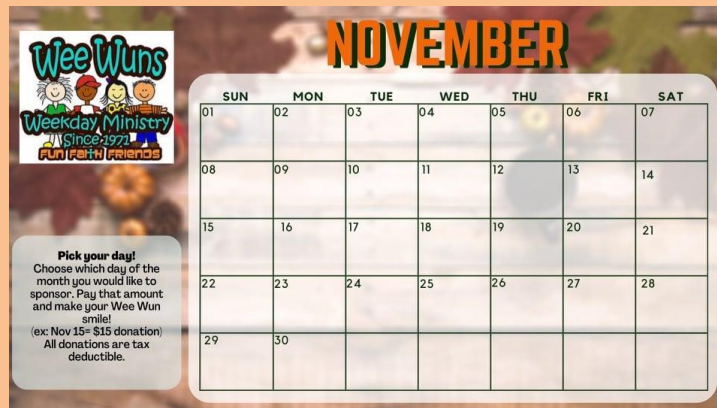 NOVEMBER
Wee Wuns
Weekday Ministry
Since 1971
FUN FAITH FRIENDS
SUN MON TUE WED THU FRI SAT
01 02 03 04 05 06 07
08 09 10 11 12 13 14
15 16 17 18 19 20 21
22 23 24 25 26 27 28
29 30
Pick your day!
Choose which day of the
month you would like to
sponsor. Pay that amount
and make your Wee Wun
smile!
(ex: Nov 15= $15 donation)
All donations are tax
deductible.